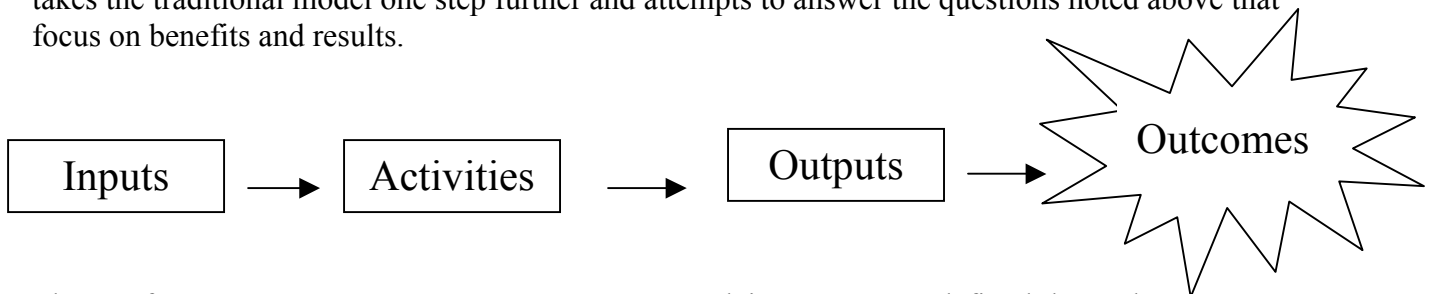 takes the traditional model one step further and attempts to answer the questions noted above that
focus on benefits and results.
Inputs
Activities
Outputs
Outcomes